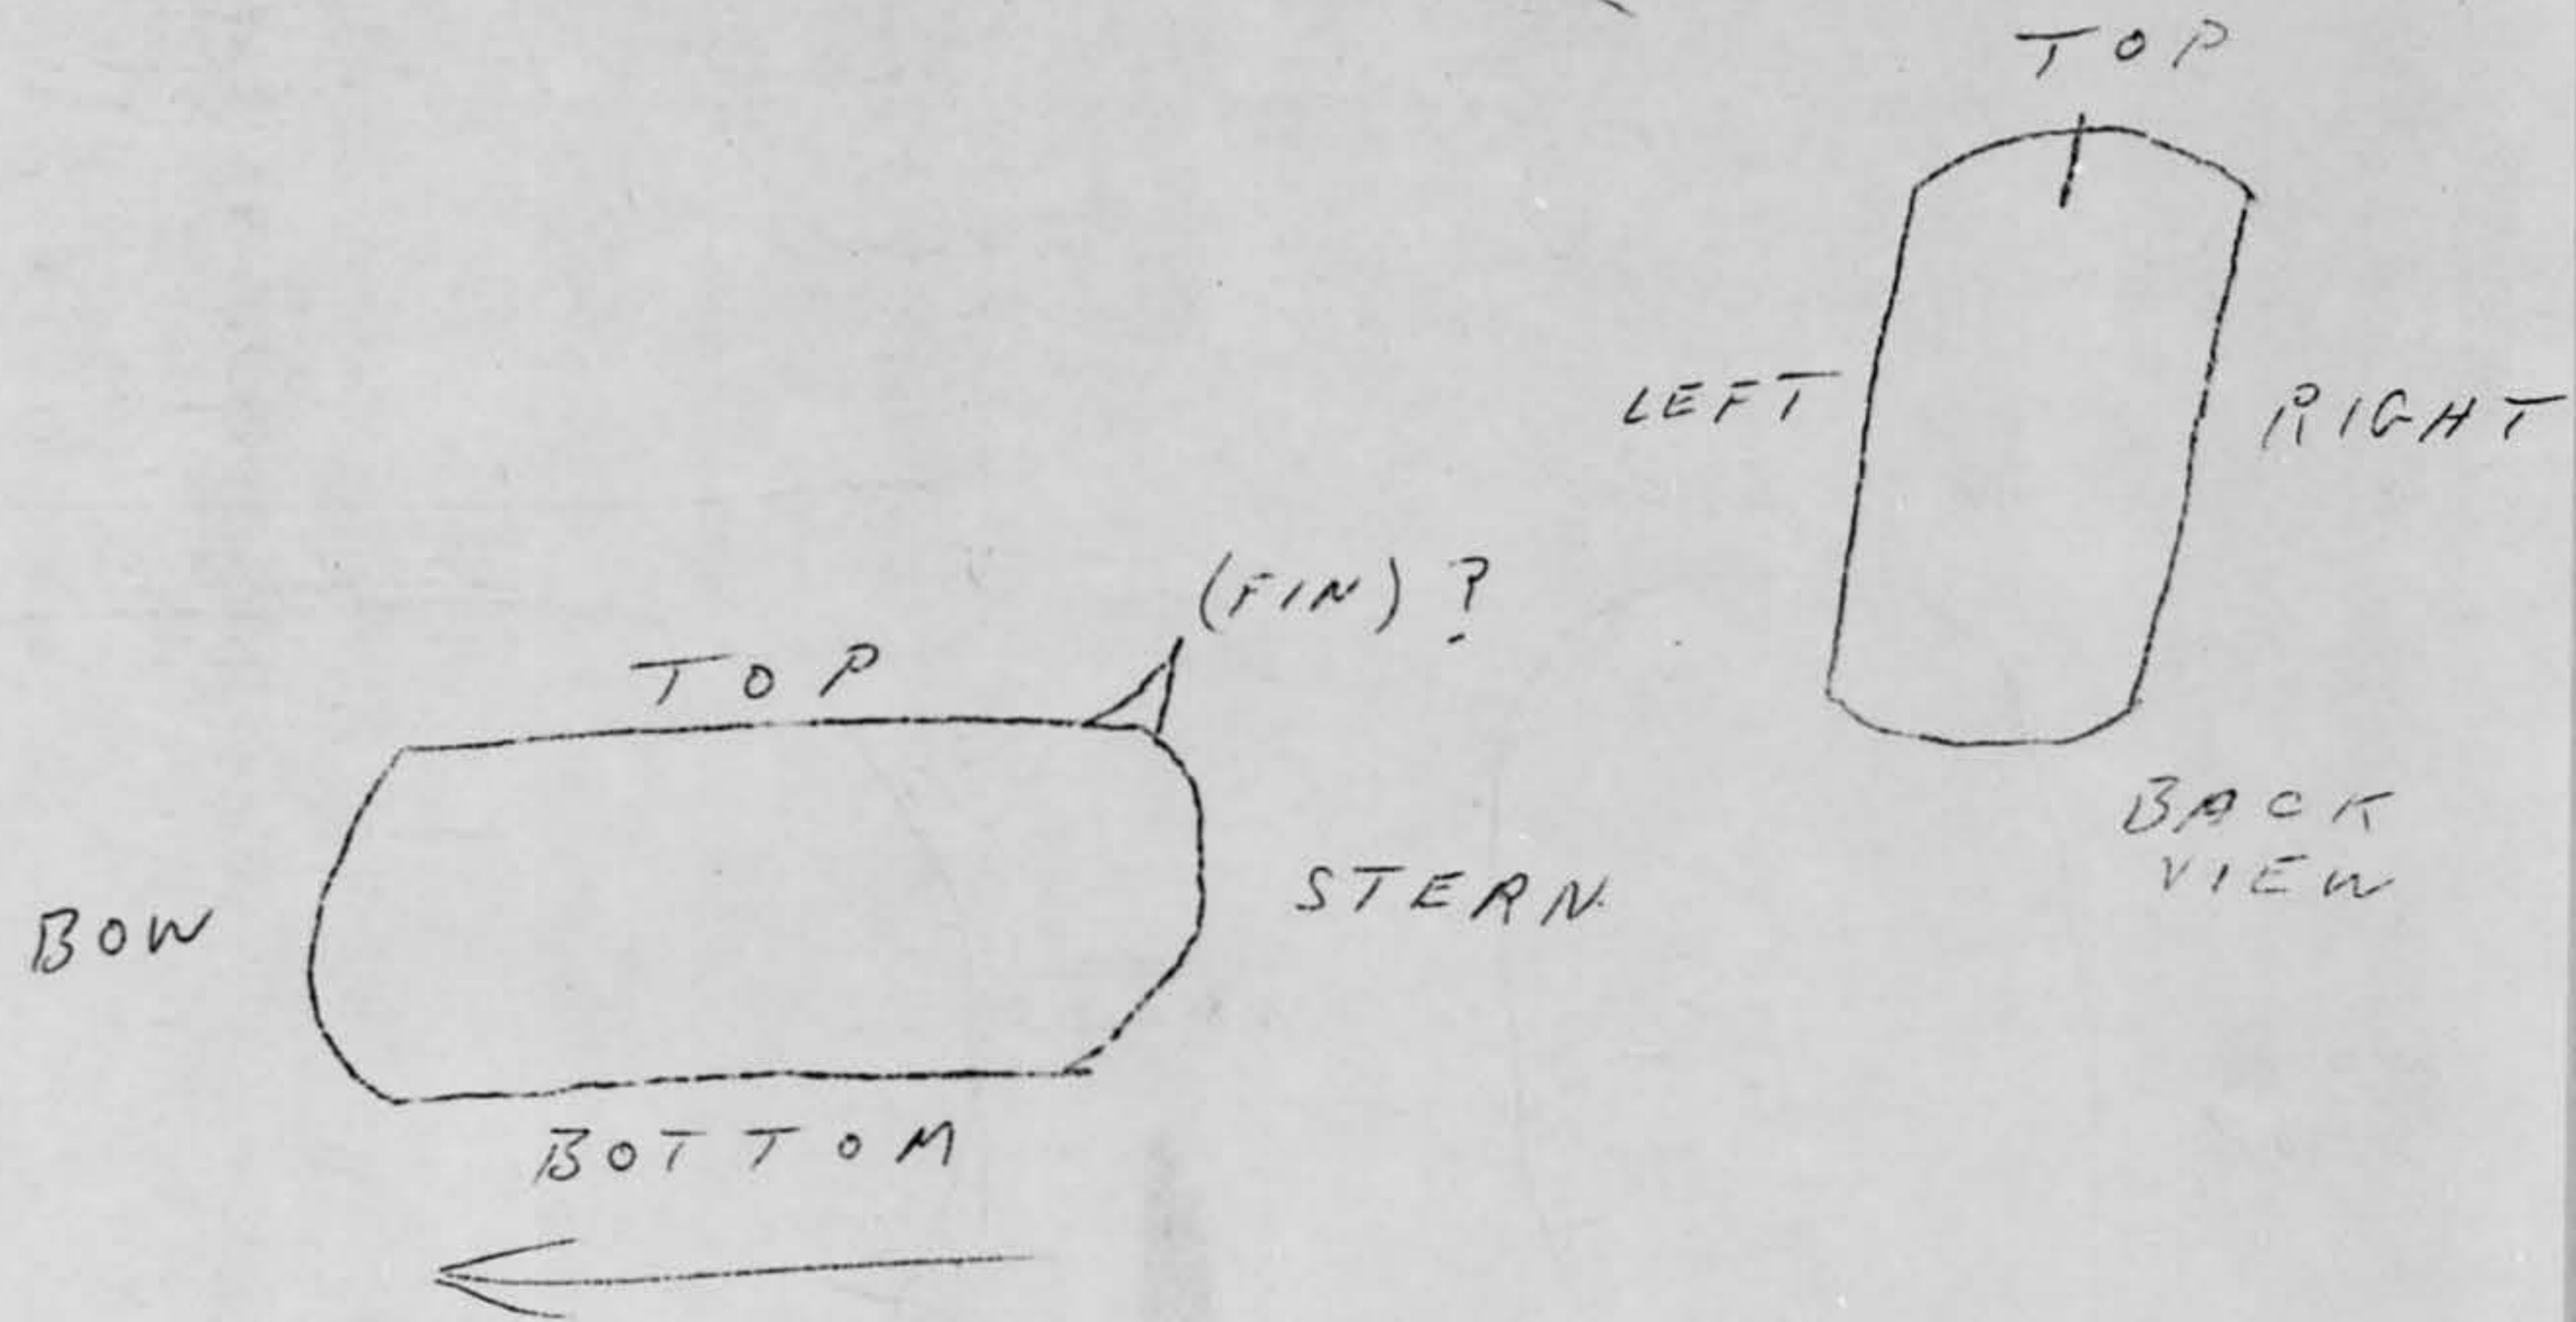 TOP
LEFT
RIGHT
BACK
VIEW
(FIN) ?
TOP
BOW
STERN
BOTTOM